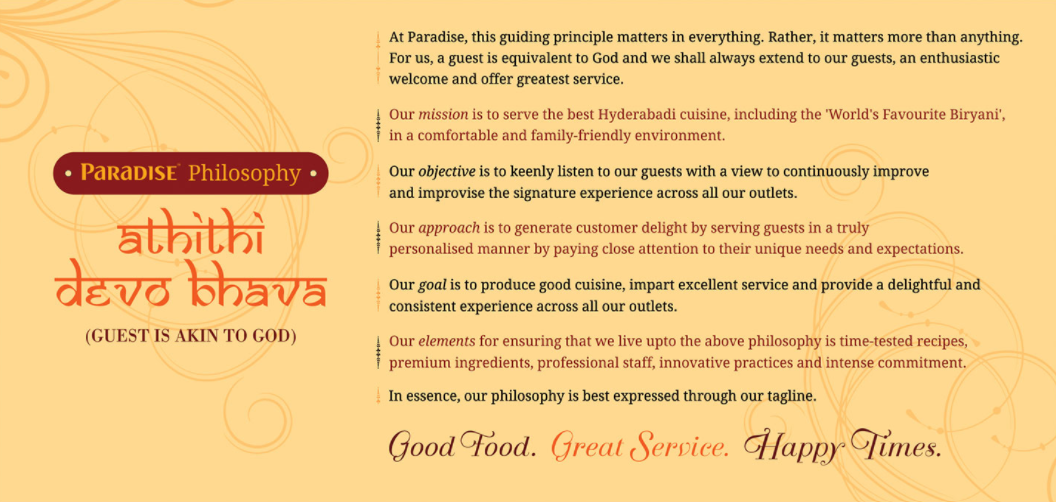 PARADISE Philosophy
athithi
devo bhava
(GUEST IS AKIN TO GOD)
At Paradise, this guiding principle matters in everything. Rather, it matters more than anything.
For us, a guest is equivalent to God and we shall always extend to our guests, an enthusiastic
welcome and offer greatest service.
Our mission is to serve the best Hyderabadi cuisine, including the 'World's Favourite Biryani',
in a comfortable and family-friendly environment.
Our objective is to keenly listen to our guests with a view to continuously improve
and improvise the signature experience across all our outlets.
Our approach is to generate customer delight by serving guests in a truly
personalised manner by paying close attention to their unique needs and expectations.
Our goal is to produce good cuisine, impart excellent service and provide a delightful and
consistent experience across all our outlets.
Our elements for ensuring that we live upto the above philosophy is time-tested recipes,
premium ingredients, professional staff, innovative practices and intense commitment.
In essence, our philosophy is best expressed through our tagline.
Good Food. Great Service. Happy Times.